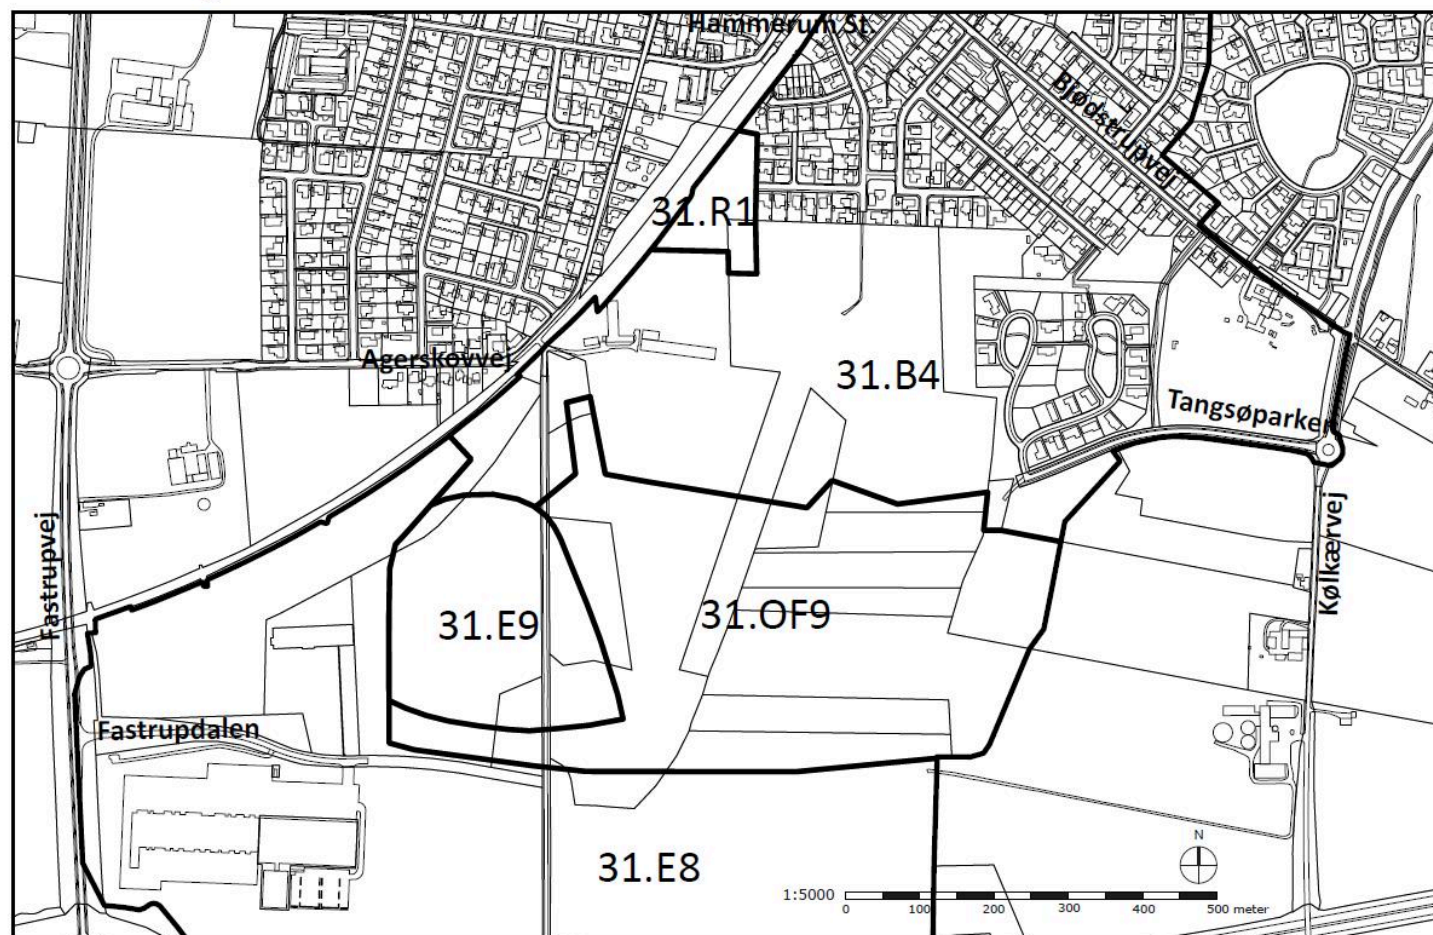 Hammerum St.
Bjødstrupvej
31.R1
Agerskovvej
31.B4
Tangsøparken
Fastrupvej
Kølkærvej
31.E9
31.OF9
Fastrupdalen
31.E8
N
1:5000
0 100 200 300 400 500 meter